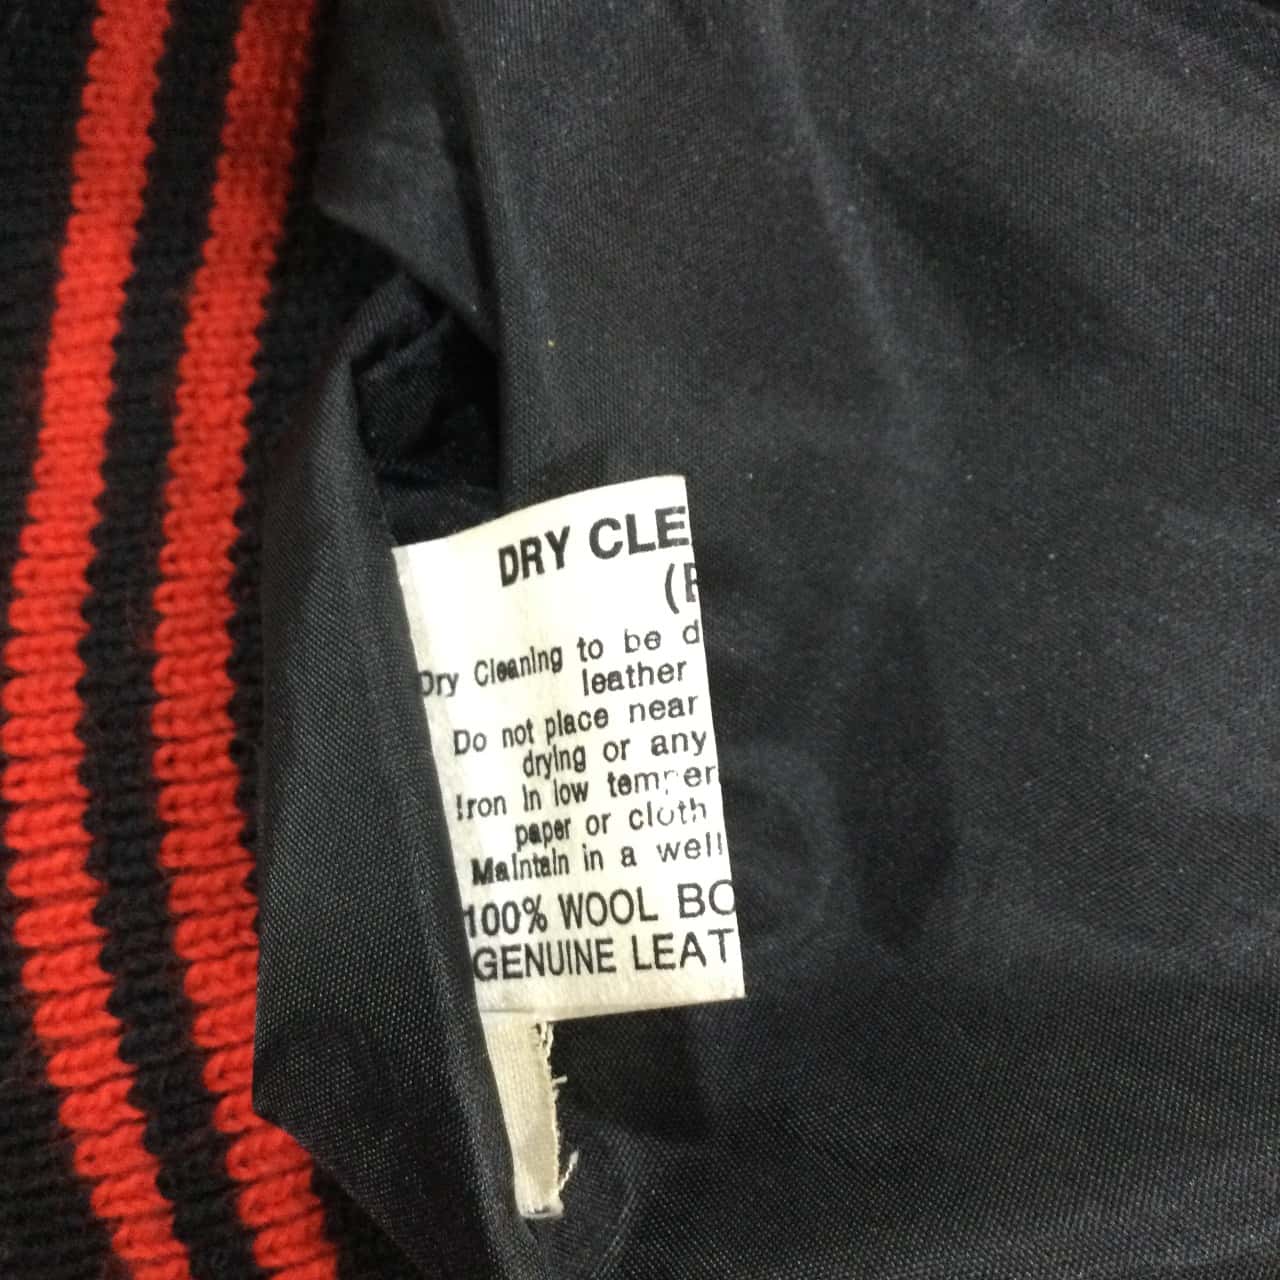 DRY CLE
(
Dry Cleaning to be d
leather
Do not place near
drying or any
Iron in low temper
paper or cloth
Maintain in a well
100% WOOL BO
GENUINE LEAT